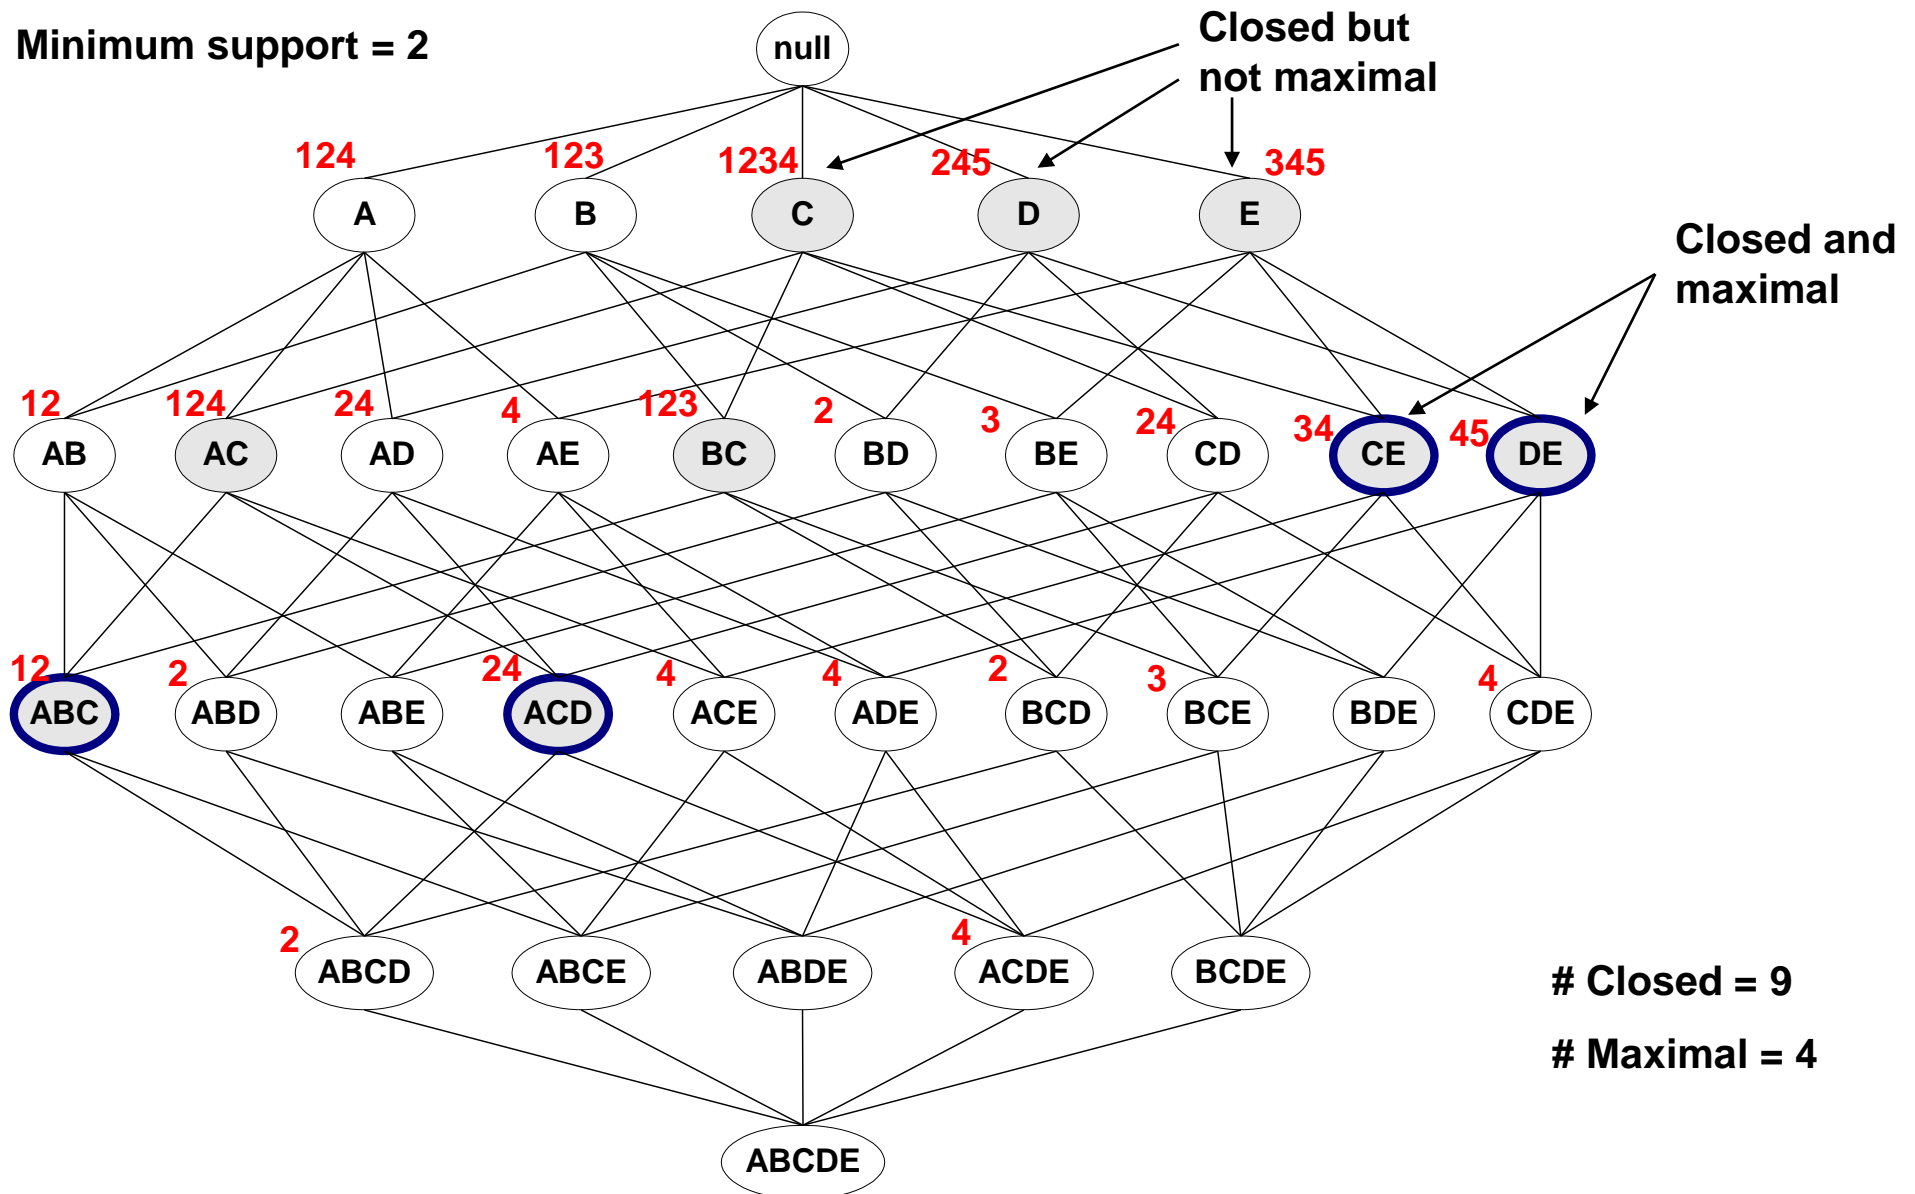 Minimum support = 2
null
Closed but
not maximal
124
123
1234
245
345
A
B
C
D
E
Closed and
maximal
12
124
24
4
123
2
3
24
34
45
AB
AC
AD
AE
BC
BD
BE
CD
CE
DE
12
2
24
4
4
2
3
4
ABC
ABD
ABE
ACD
ACE
ADE
BCD
BCE
BDE
CDE
2
4
ABCD
ABCE
ABDE
ACDE
BCDE
# Closed = 9
# Maximal = 4
ABCDE